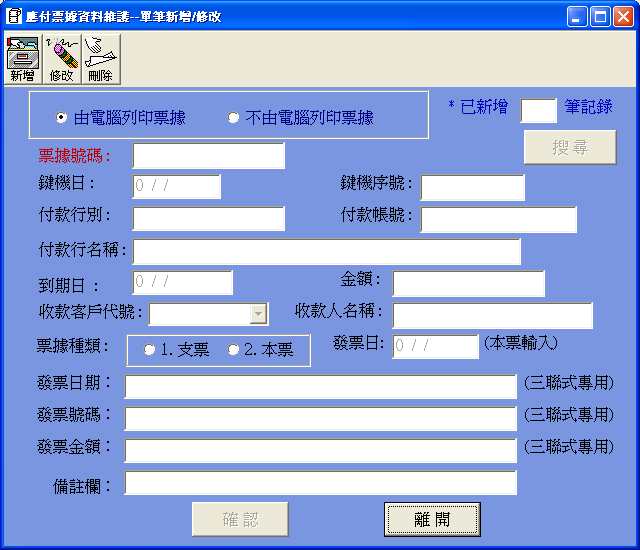 應付票據資料維護--單筆新增/修改
新增 修改 刪除
由電腦列印票據 不由電腦列印票據 * 已新增 筆記錄
搜尋
票據號碼:
鍵機日: 0 / / 鍵機序號:
付款行別: 付款帳號:
付款行名稱:
到期日: 0 / / 金額:
收款客戶代號: 收款人名稱:
票據種類: 1. 支票 2. 本票 發票日: 0 / / (本票輸入)
發票日期: (三聯式專用)
發票號碼: (三聯式專用)
發票金額: (三聯式專用)
備註欄:
確認 離開